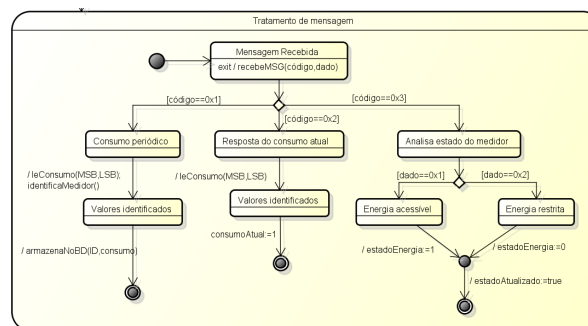 Tratamento de mensagem
Mensagem Recebida
exit / recebeMSG(código,dado)
[código==0x1]
[código==0x3]
[código==0x2]
Consumo periódico
Resposta do consumo atual
Analisa estado do medidor
/ leConsumo(MSB,LSB);
identificaMedidor()
/ leConsumo(MSB,LSB)
[dado==0x1]
[dado==0x2]
Valores identificados
Valores identificados
Energia acessível
Energia restrita
/ armazenaNoBD(ID,consumo)
consumoAtual:=1
/ estadoEnergia:=1
/ estadoEnergia:=0
/ estadoAtualizado:=true